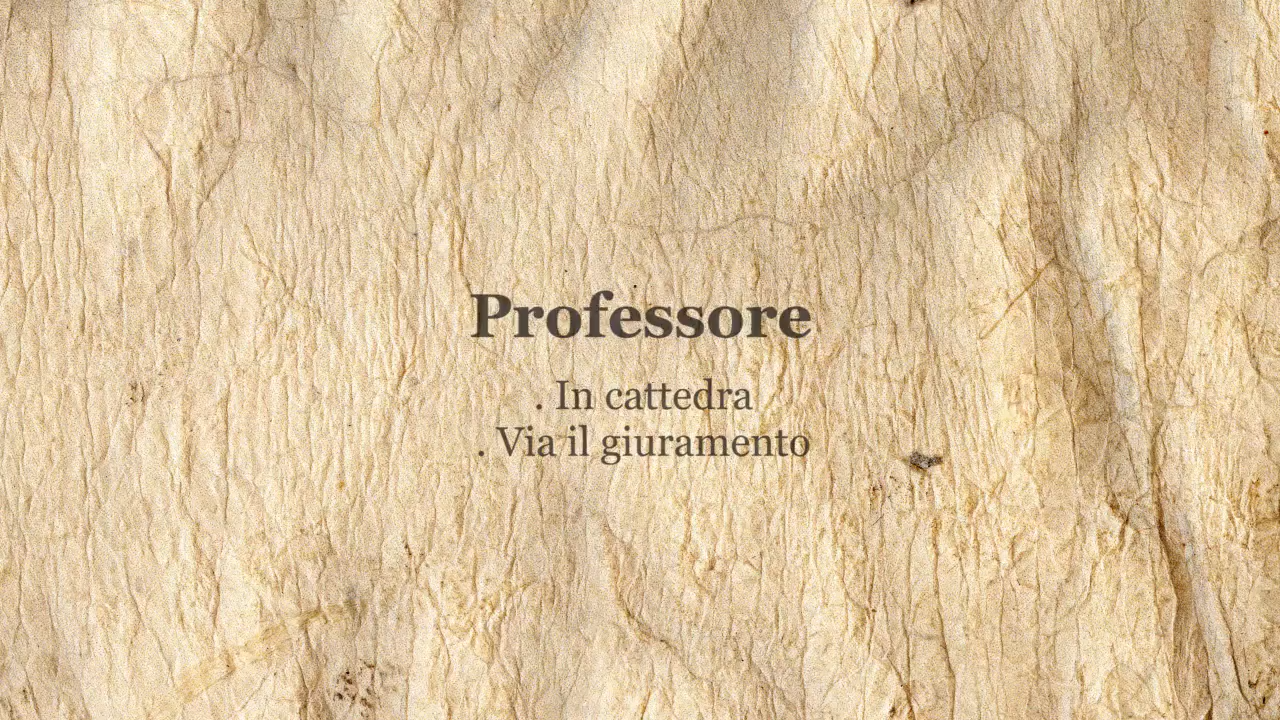 Professore
. In cattedra
. Via il giuramento